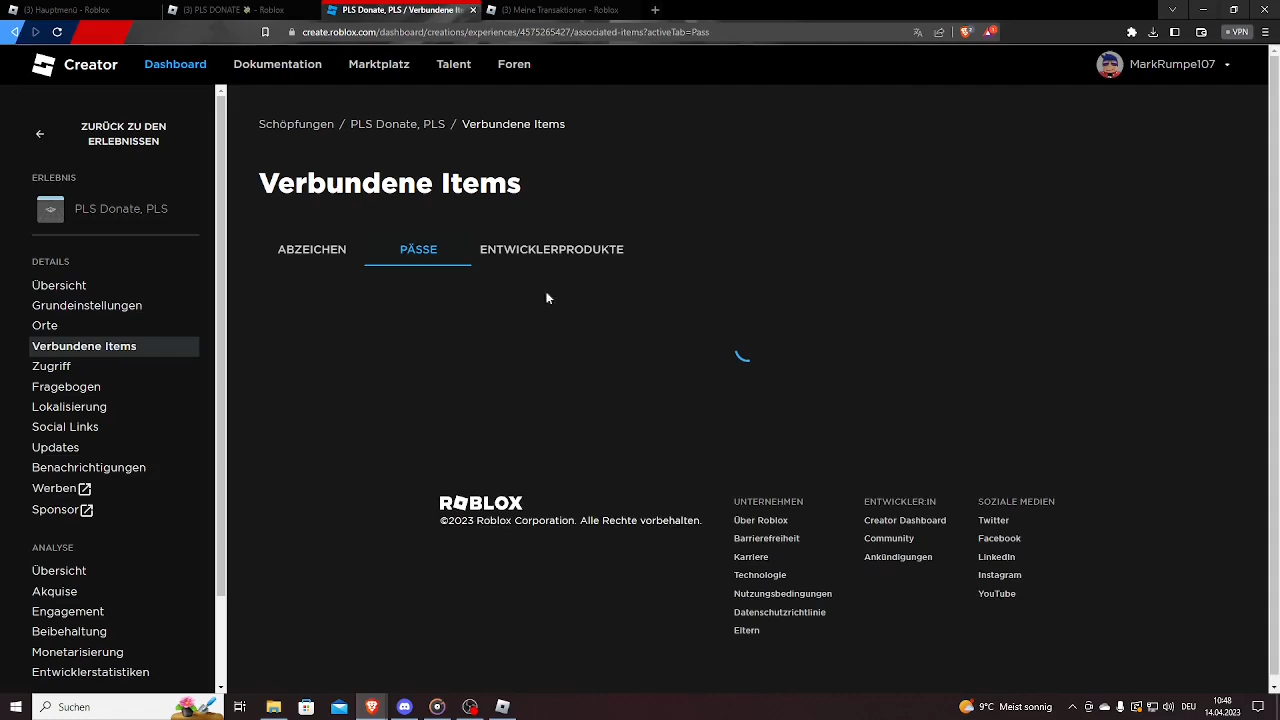 (3) Hauptmenü - Roblox
(3) PLS DONATE 💸 - Roblox
PLS Donate, PLS / Verbundene It
(3) Meine Transaktionen - Roblox
create.roblox.com/dashboard/creations/experiences/4575265427/associated-items?activeTab=Pass
VPN
Creator
Dashboard
Dokumentation
Marktplatz
Talent
Foren
MarkRumpe107
ZURÜCK ZU DEN
ERLEBNISSEN
ERLEBNIS
PLS Donate, PLS
DETAILS
Übersicht
Grundeinstellungen
Orte
Verbundene Items
Zugriff
Fragebogen
Lokalisierung
Social Links
Updates
Benachrichtigungen
Werben
Sponsor
ANALYSE
Übersicht
Akquise
Engagement
Beibehaltung
Monetarisierung
Entwicklerstatistiken
Schöpfungen / PLS Donate, PLS / Verbundene Items
Verbundene Items
ABZEICHEN
PÄSSE
ENTWICKLERPRODUKTE
ROBLOX
©2023 Roblox Corporation. Alle Rechte vorbehalten.
UNTERNEHMEN
Über Roblox
Barrierefreiheit
Karriere
Technologie
Nutzungsbedingungen
Datenschutzrichtlinie
Eltern
ENTWICKLER:IN
Creator Dashboard
Community
Ankündigungen
SOZIALE MEDIEN
Twitter
Facebook
LinkedIn
Instagram
YouTube
Suchen
9°C Meist sonnig
DEU
10:48
14.04.2023